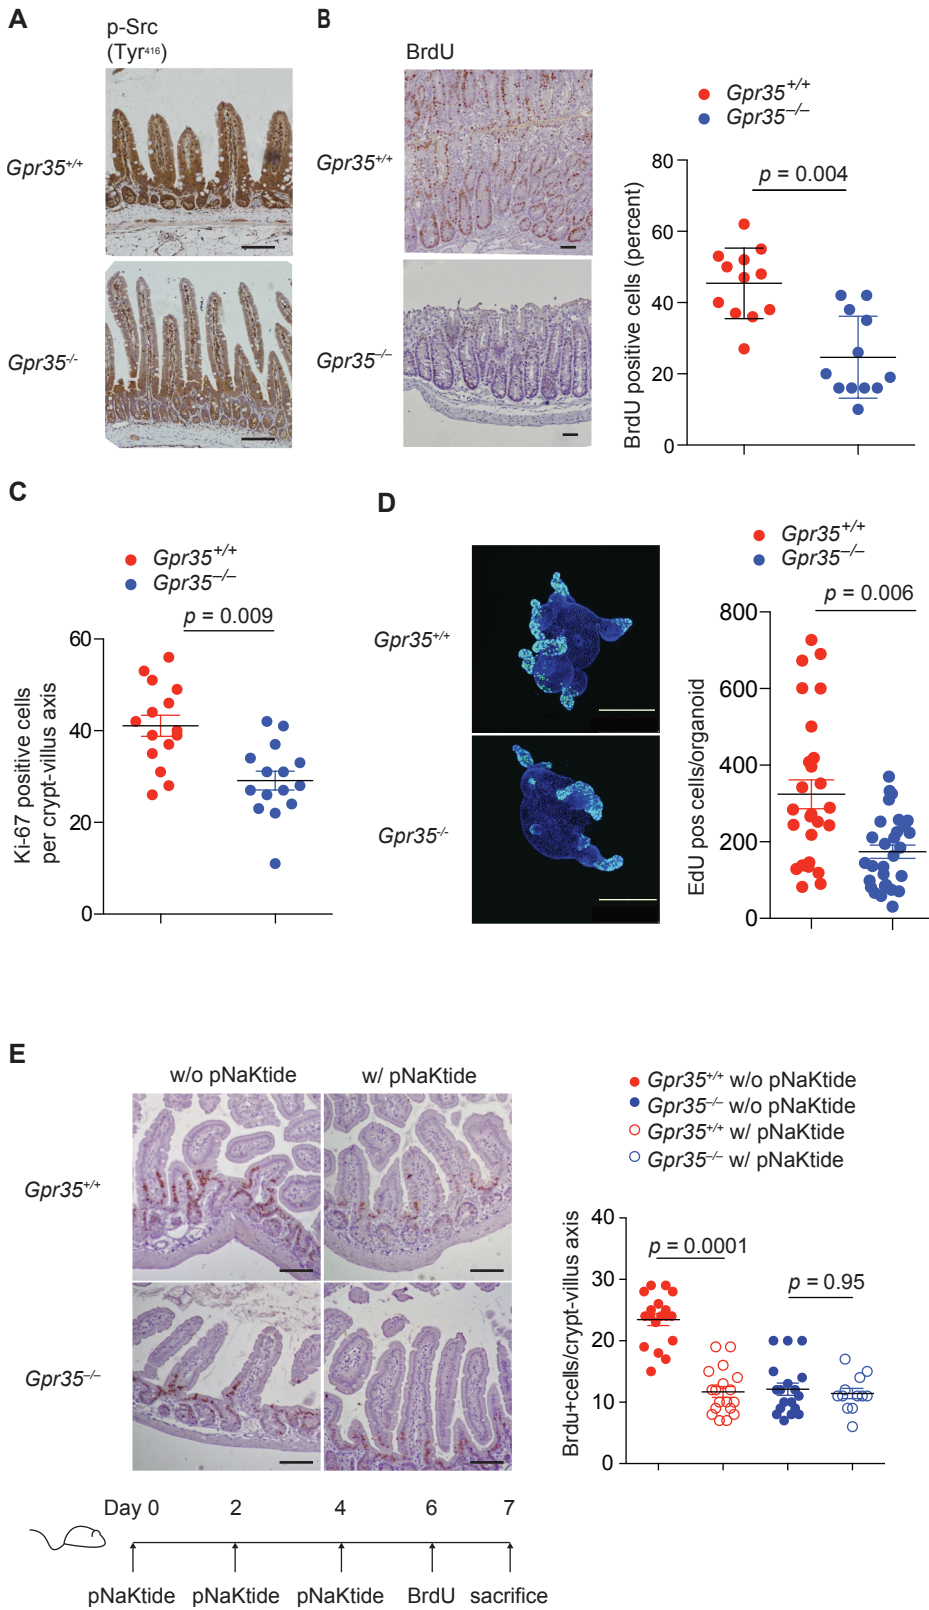 A
p-Src
(Tyr⁴¹⁶)
Gpr35⁺/⁺
Gpr35⁻/⁻
B
BrdU
Gpr35⁺/⁺
Gpr35⁻/⁻
Gpr35⁺/⁺
Gpr35⁻/⁻
BrdU positive cells (percent)
80
60
40
20
0
p = 0.004
C
Gpr35⁺/⁺
Gpr35⁻/⁻
p = 0.009
Ki-67 positive cells
per crypt-villus axis
60
40
20
0
D
Gpr35⁺/⁺
Gpr35⁻/⁻
Gpr35⁺/⁺
Gpr35⁻/⁻
p = 0.006
EdU pos cells/organoid
800
600
400
200
0
E
w/o pNaKtide
w/ pNaKtide
Gpr35⁺/⁺
Gpr35⁻/⁻
Gpr35⁺/⁺ w/o pNaKtide
Gpr35⁻/⁻ w/o pNaKtide
Gpr35⁺/⁺ w/ pNaKtide
Gpr35⁻/⁻ w/ pNaKtide
Brdu+cells/crypt-villus axis
40
30
20
10
0
p = 0.0001
p = 0.95
Day 0 2 4 6 7
pNaKtide pNaKtide pNaKtide BrdU sacrifice